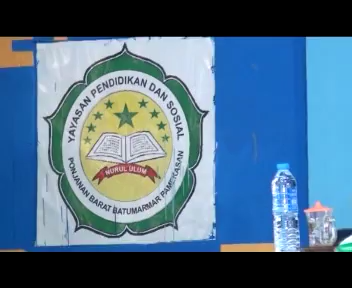 YAYASAN PENDIDIKAN DAN SOSIAL
NURUL ULUM
PONJANAN BARAT BATUMARMAR PAMEKASAN